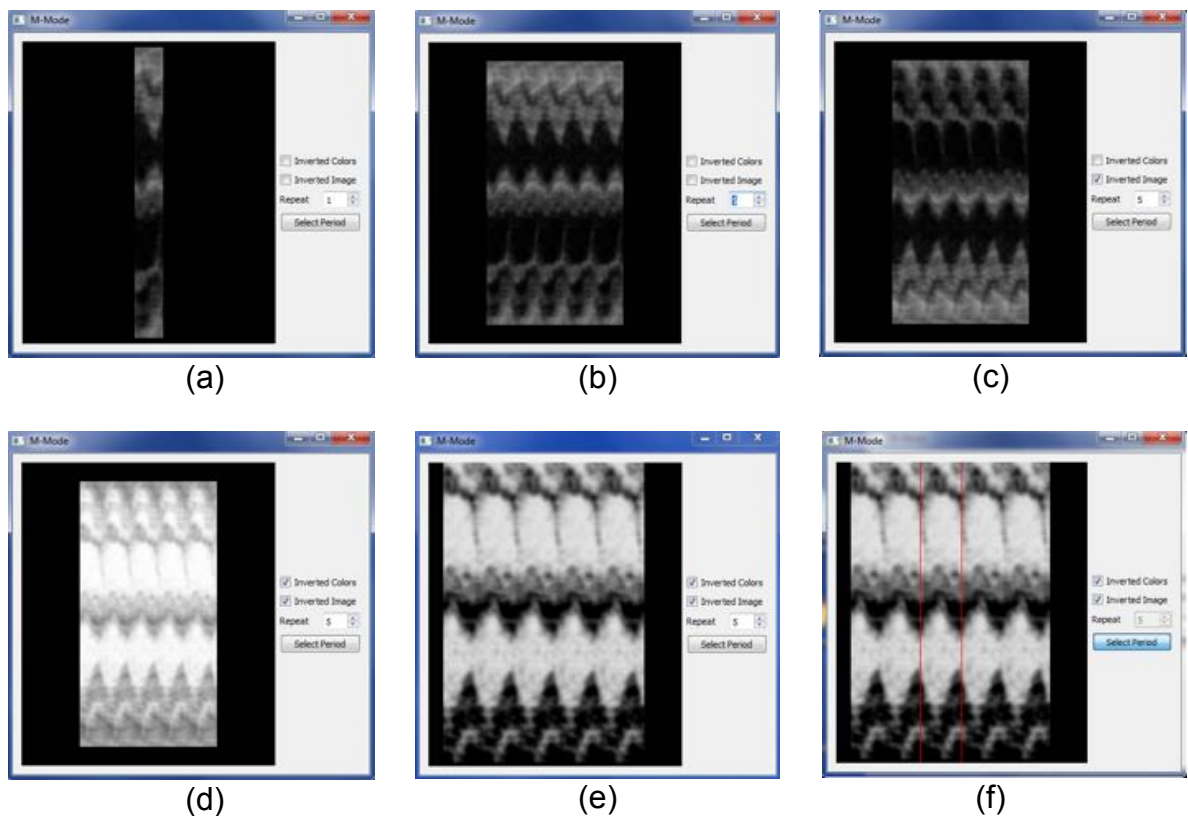 M-Mode
Inverted Colors
Inverted Image
Repeat 1
Select Period
(a)
M-Mode
Inverted Colors
Inverted Image
Repeat 5
Select Period
(b)
M-Mode
Inverted Colors
Inverted Image
Repeat 5
Select Period
(c)
M-Mode
Inverted Colors
Inverted Image
Repeat 5
Select Period
(d)
M-Mode
Inverted Colors
Inverted Image
Repeat 5
Select Period
(e)
M-Mode
Inverted Colors
Inverted Image
Repeat 5
Select Period
(f)